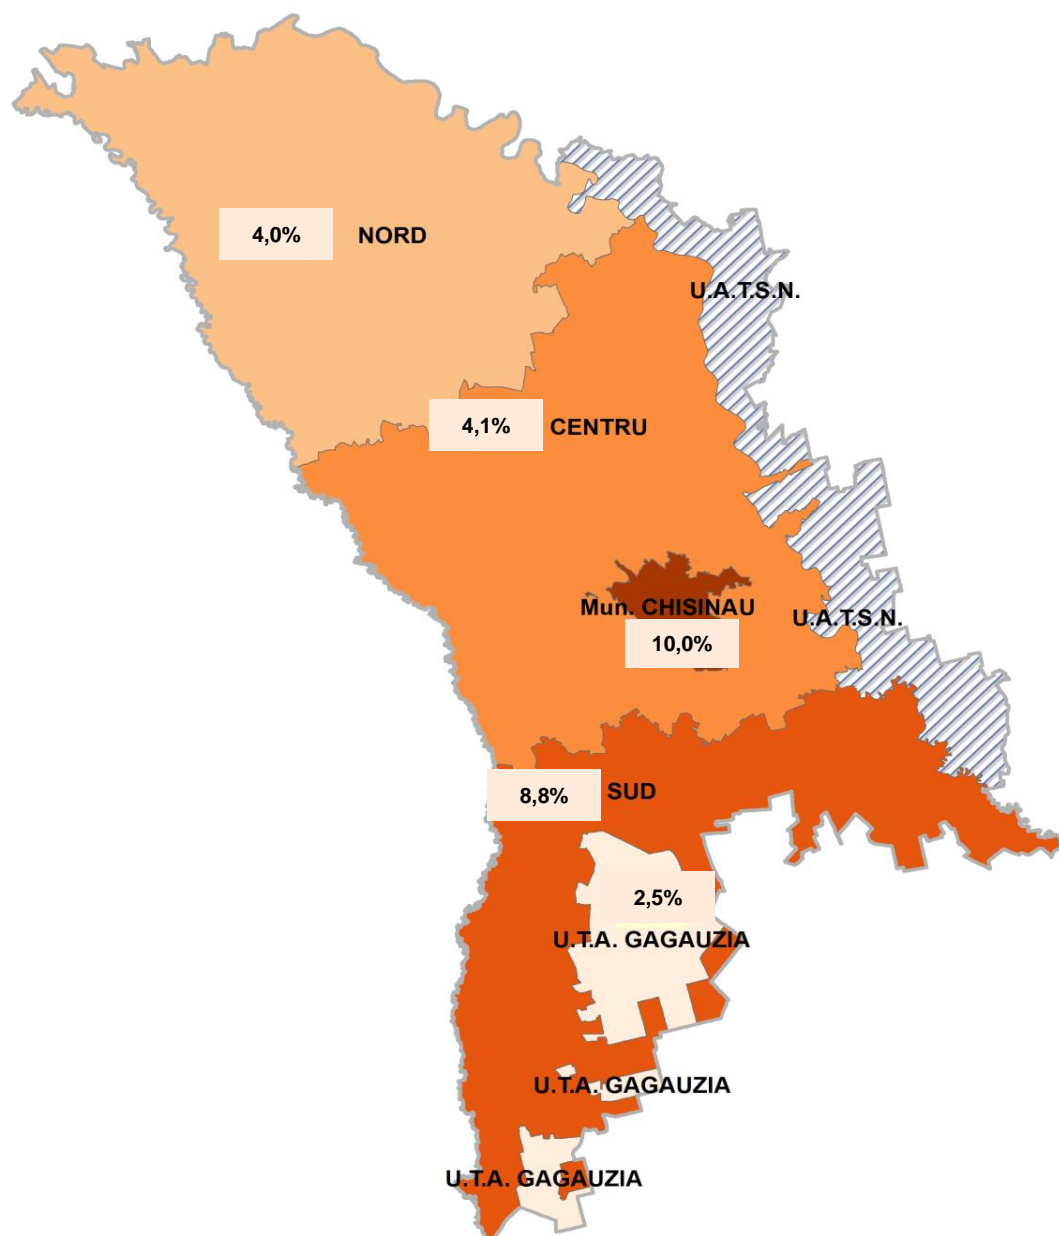 4,0% NORD
U.A.T.S.N.
4,1% CENTRU
Mun. CHISINAU
U.A.T.S.N.
10,0%
8,8% SUD
2,5%
U.T.A. GAGAUZIA
U.T.A. GAGAUZIA
U.T.A. GAGAUZIA